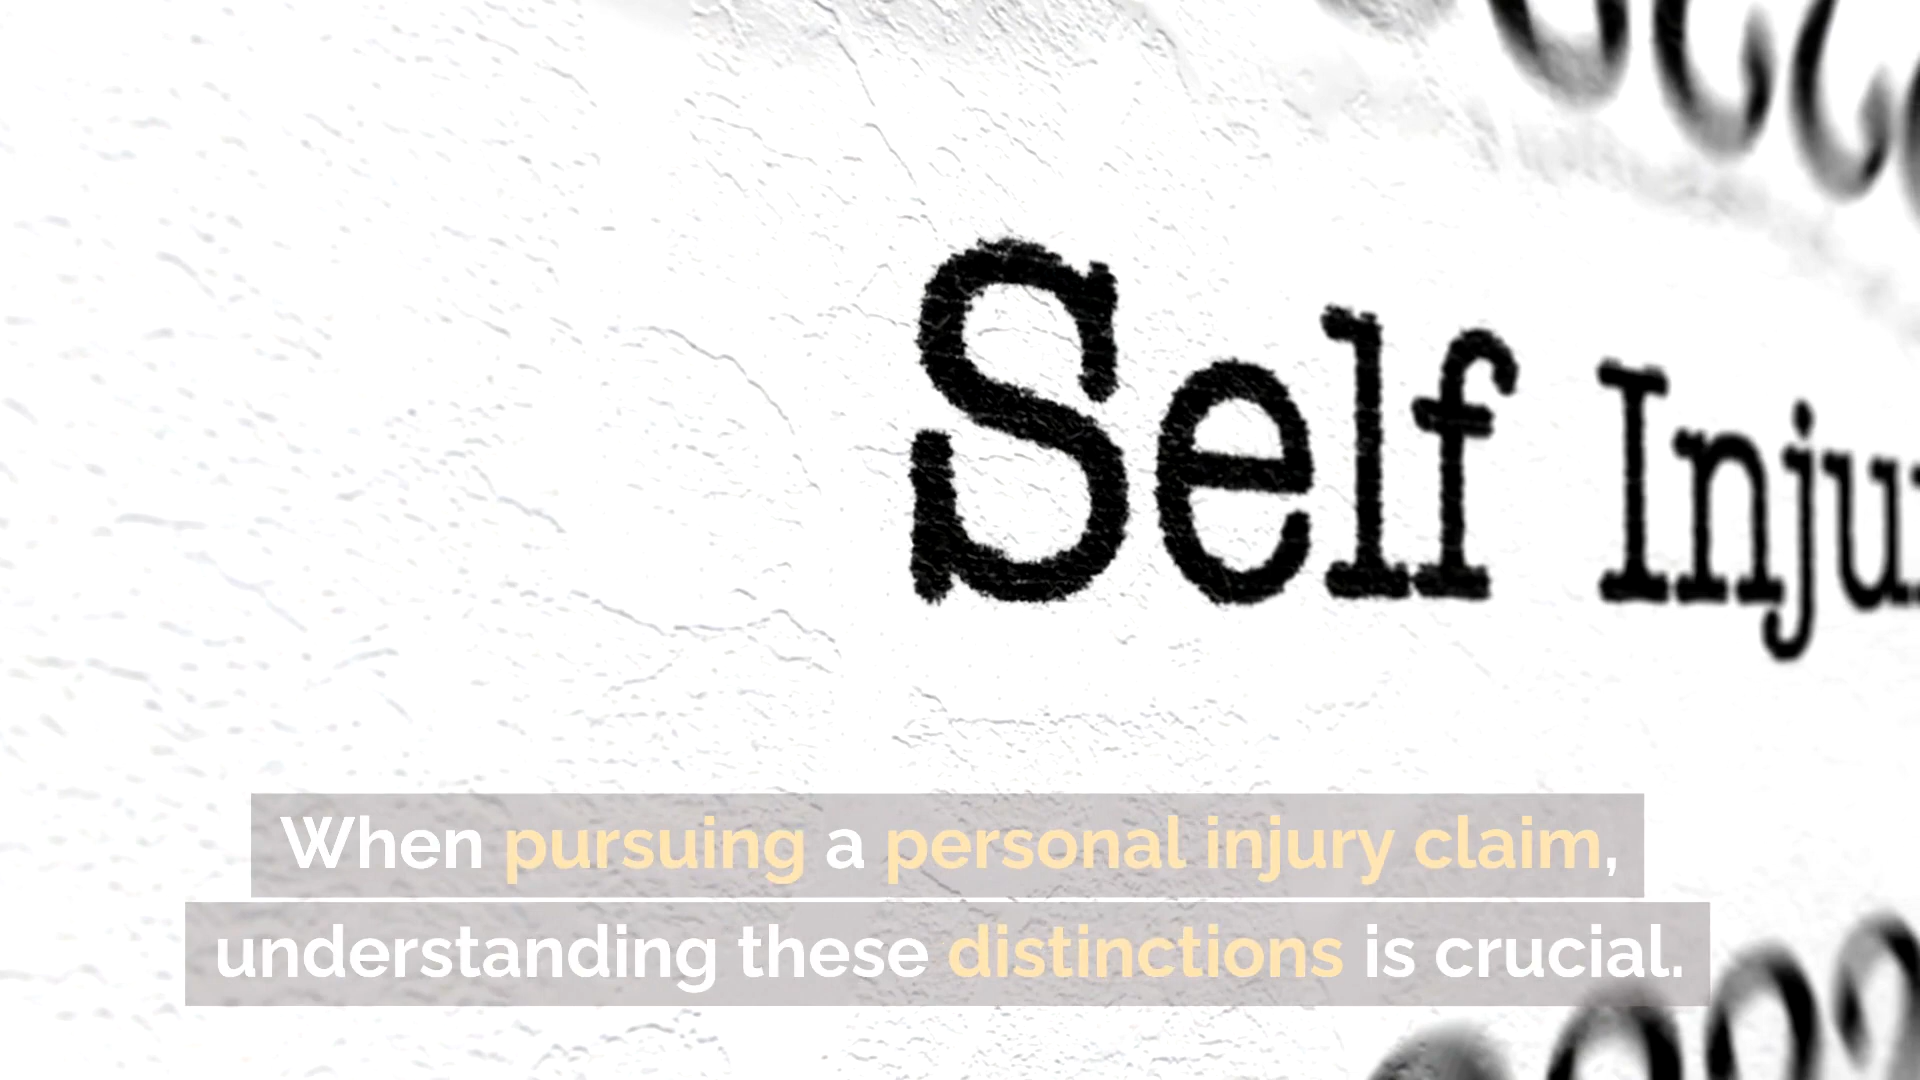 Self Inju
When pursuing a personal injury claim,
understanding these distinctions is crucial.